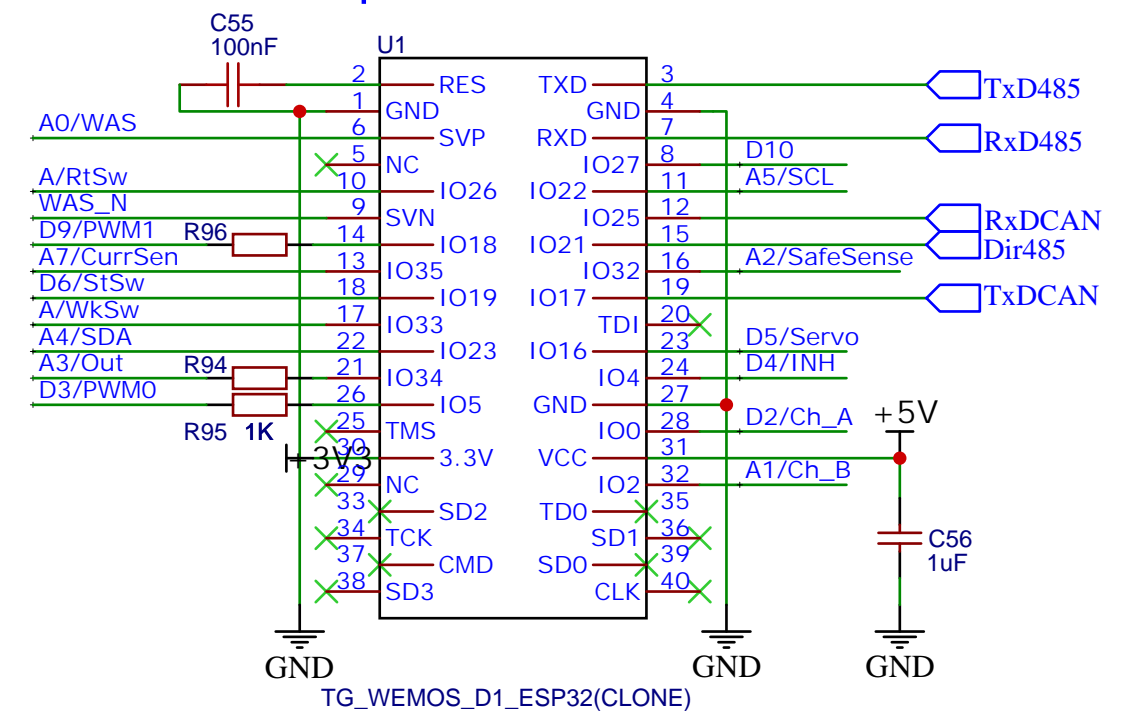 C55
100nF
U1
2 RES TXD 3 TxD485
1 GND GND 4
A0/WAS 6 SVP RXD 7 RxD485
5 NC IO27 8 D10
A/RtSw 10 IO26 IO22 11 A5/SCL
WAS_N 9 SVN IO25 12 RxDCAN
D9/PWM1 R96 14 IO18 IO21 15 Dir485
A7/CurrSen 13 IO35 IO32 16 A2/SafeSense
D6/StSw 18 IO19 IO17 19 TxDCAN
A/WkSw 17 IO33 TDI 20
A4/SDA 22 IO23 IO16 23 D5/Servo
A3/Out R94 21 IO34 IO4 24 D4/INH
D3/PWM0 26 IO5 GND 27
R95 1K 25 TMS IO0 28 D2/Ch_A +5V
+3V3 30 3.3V VCC 31
29 NC IO2 32 A1/Ch_B
33 SD2 TD0 35
34 TCK SD1 36 C56
37 CMD SD0 39 1uF
38 SD3 CLK 40
GND GND GND
TG_WEMOS_D1_ESP32(CLONE)